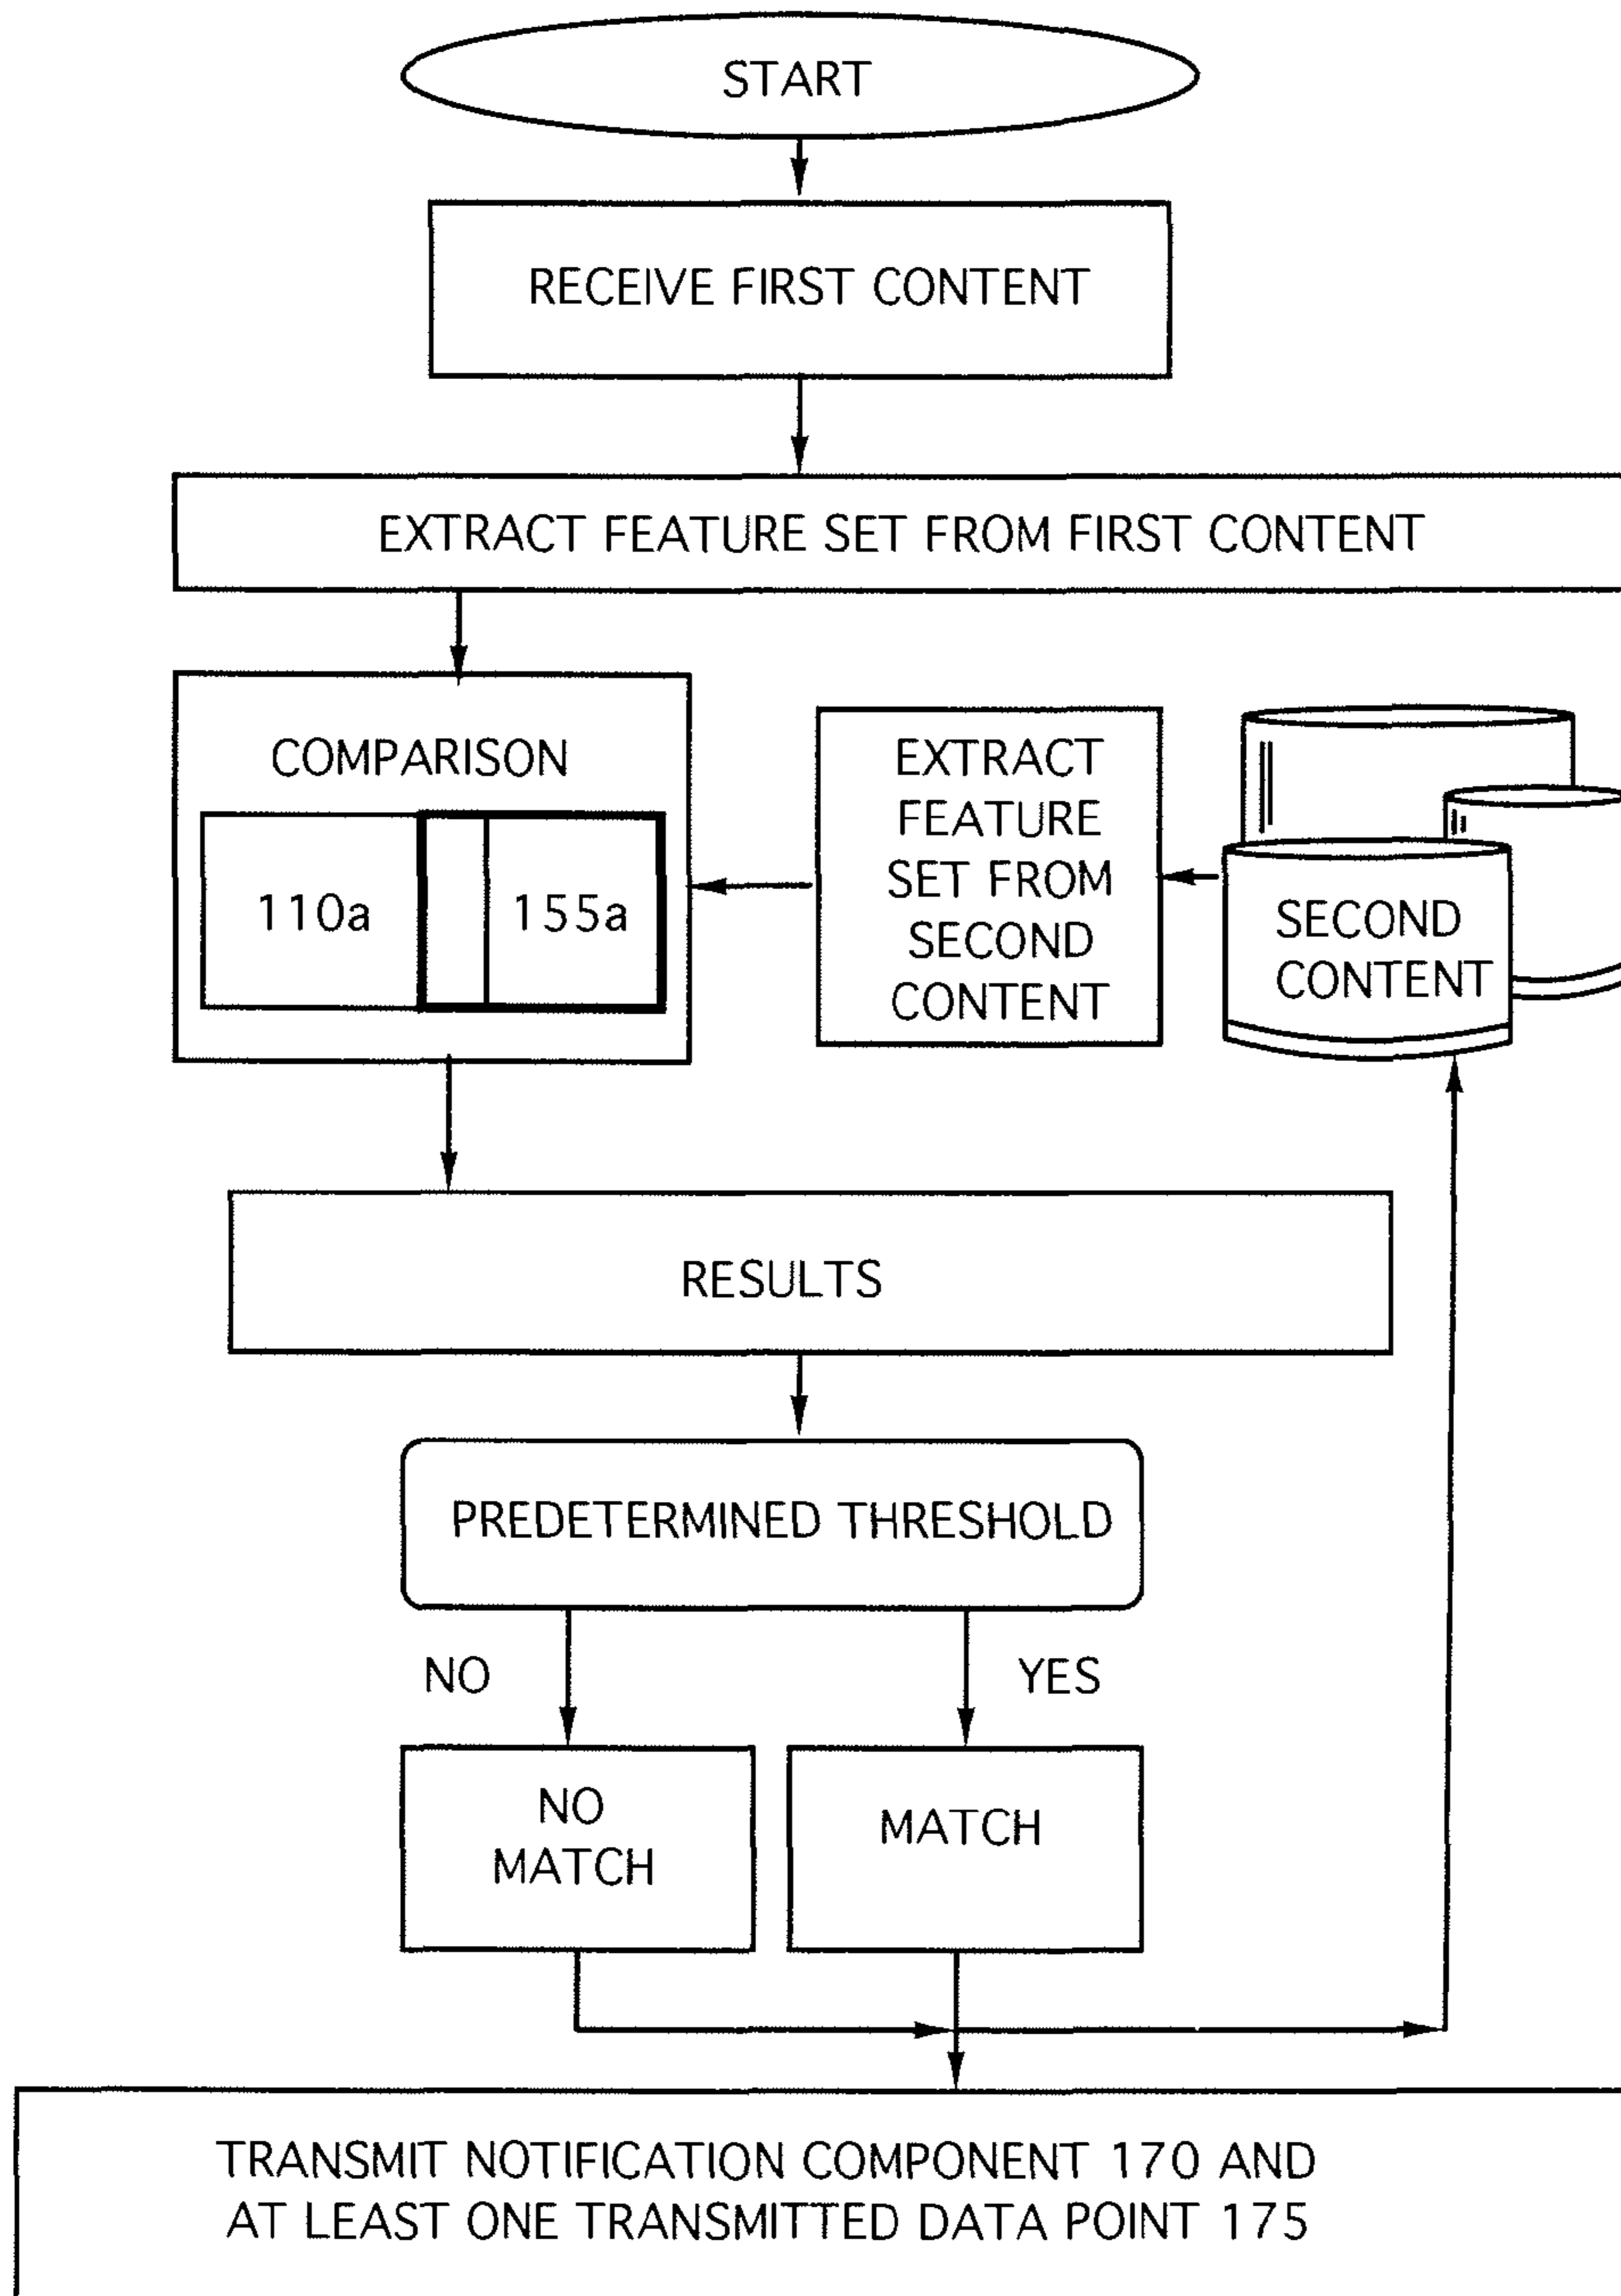 START
RECEIVE FIRST CONTENT
EXTRACT FEATURE SET FROM FIRST CONTENT
COMPARISON
110a
155a
EXTRACT
FEATURE
SET FROM
SECOND
CONTENT
SECOND
CONTENT
RESULTS
PREDETERMINED THRESHOLD
NO
YES
NO
MATCH
MATCH
TRANSMIT NOTIFICATION COMPONENT 170 AND
AT LEAST ONE TRANSMITTED DATA POINT 175